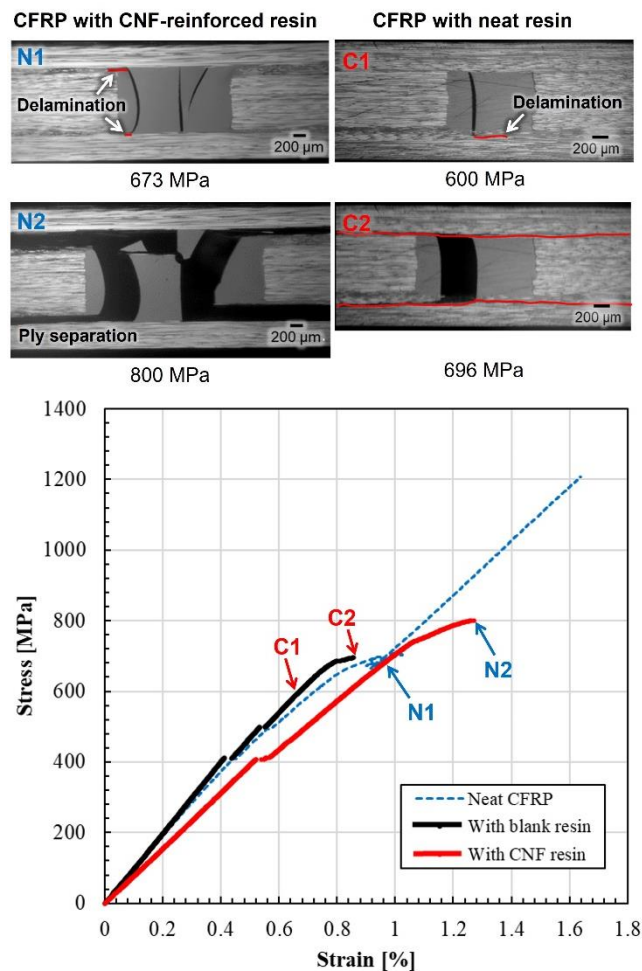 CFRP with CNF-reinforced resin
CFRP with neat resin
N1
Delamination
200 µm
673 MPa
C1
Delamination
200 µm
600 MPa
N2
Ply separation
200 µm
800 MPa
C2
200 µm
696 MPa
1400
1200
1000
800
600
400
200
0
Stress [MPa]
C1
C2
N1
N2
Neat CFRP
With blank resin
With CNF resin
0
0.2
0.4
0.6
0.8
1
1.2
1.4
1.6
1.8
Strain [%]